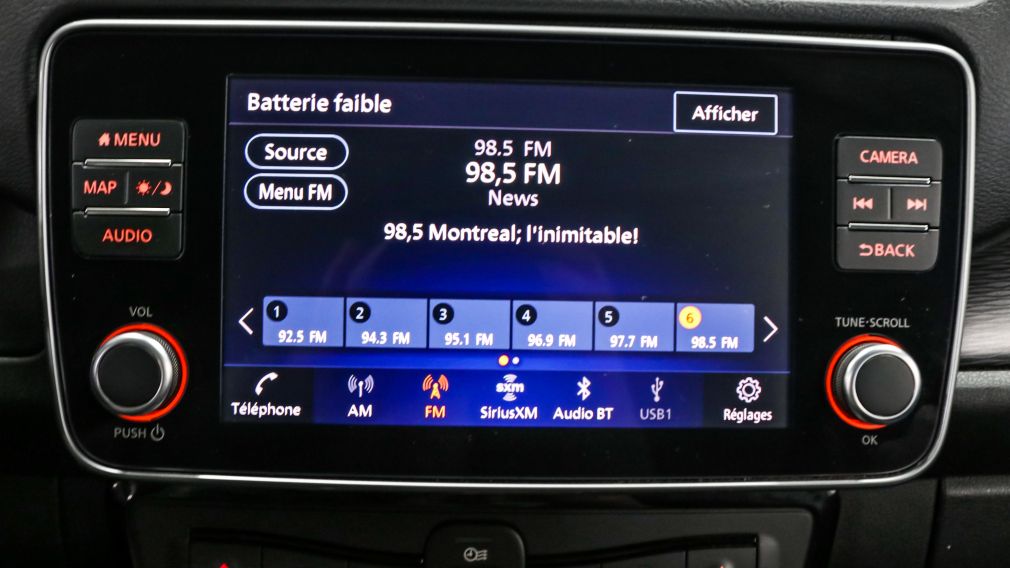 Batterie faible
Afficher
Source
Menu FM
98.5 FM
98,5 FM
News
98,5 Montreal; l'inimitable!
1 2 3 4 5 6
92.5 FM 94.3 FM 95.1 FM 96.9 FM 97.7 FM 98.5 FM
Téléphone AM FM SiriusXM Audio BT USB1 Réglages
sxm
MENU
MAP
AUDIO
VOL
PUSH
CAMERA
BACK
TUNE·SCROLL
OK